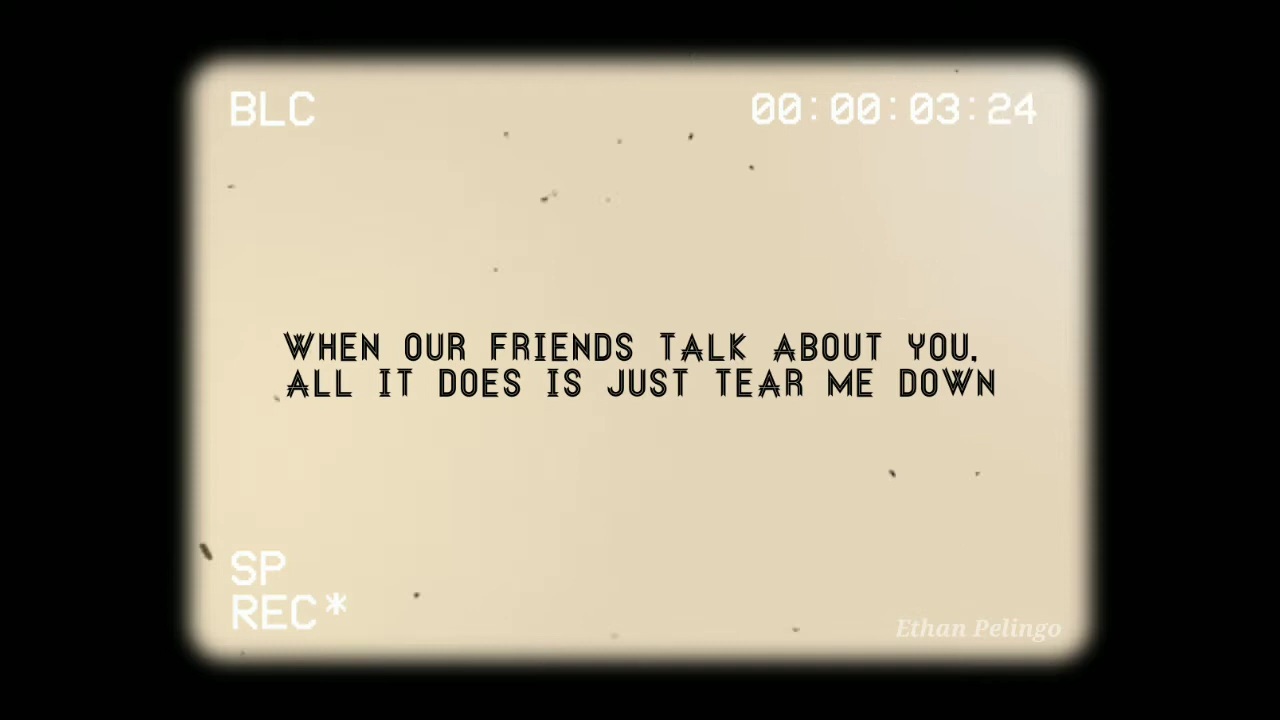 BLC
00:00:03:24
WHEN OUR FRIENDS TALK ABOUT YOU,
ALL IT DOES IS JUST TEAR ME DOWN
SP
REC*
Ethan Pelingo